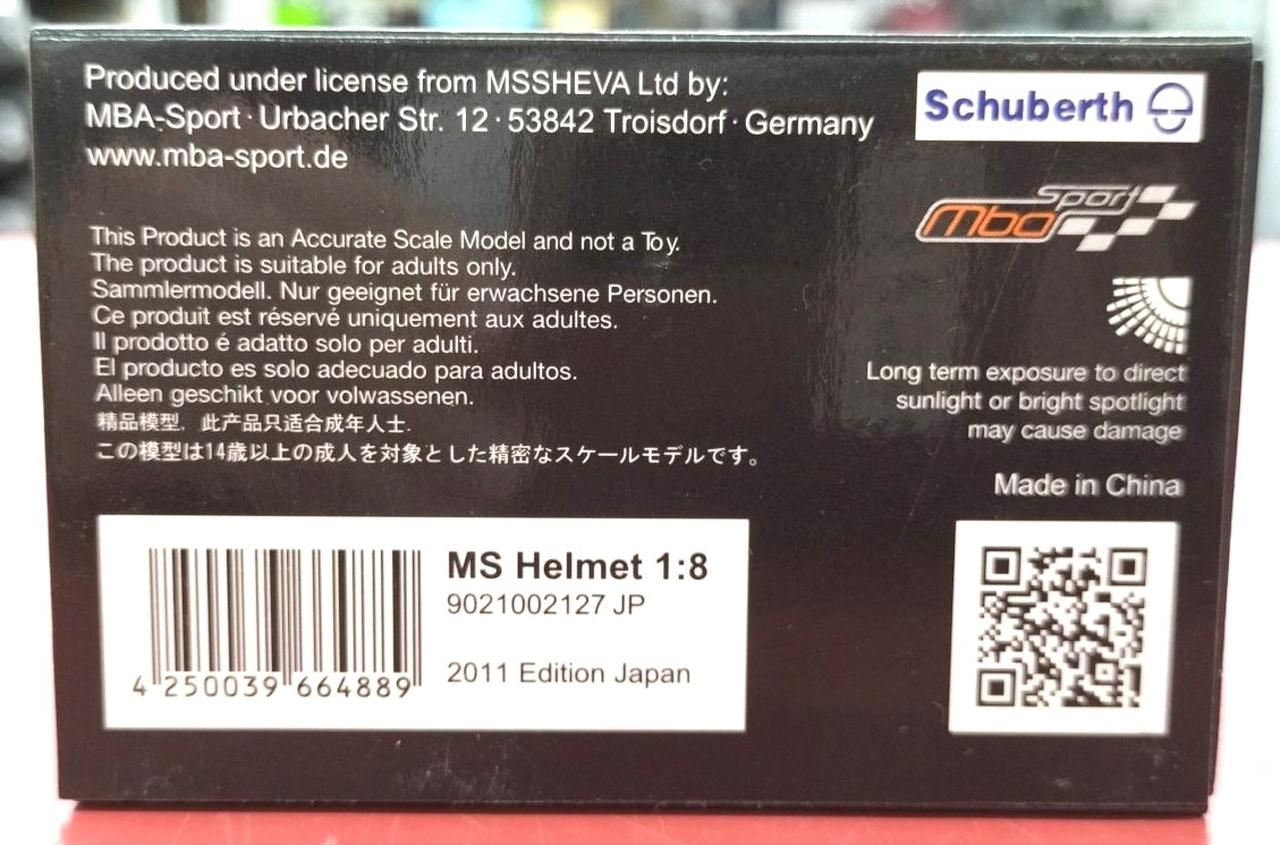 Produced under license from MSSHEVA Ltd by:
MBA-Sport · Urbacher Str. 12 · 53842 Troisdorf · Germany
www.mba-sport.de
Schuberth
Sport
Mba
This Product is an Accurate Scale Model and not a Toy.
The product is suitable for adults only.
Sammlermodell. Nur geeignet für erwachsene Personen.
Ce produit est réservé uniquement aux adultes.
Il prodotto é adatto solo per adulti.
El producto es solo adecuado para adultos.
Alleen geschikt voor volwassenen.
精品模型，此产品只适合成年人士.
この模型は14歳以上の成人を対象とした精密なスケールモデルです。
Long term exposure to direct
sunlight or bright spotlight
may cause damage
Made in China
MS Helmet 1:8
9021002127 JP
2011 Edition Japan
4 250039 664889